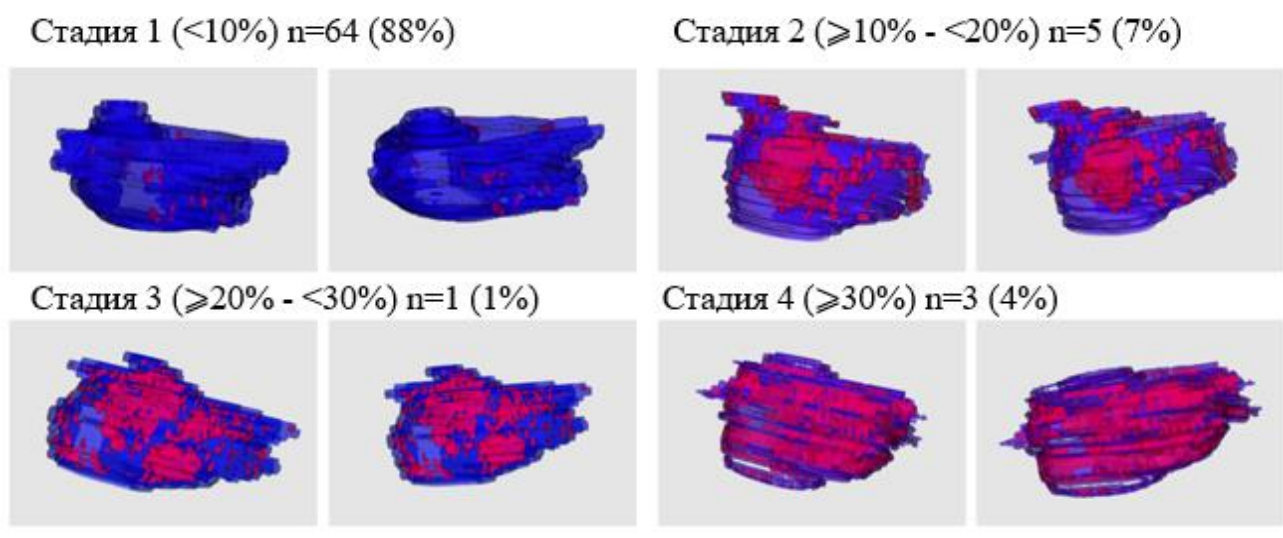 Стадия 1 (<10%) n=64 (88%)
Стадия 2 (⩾10% - <20%) n=5 (7%)
Стадия 3 (⩾20% - <30%) n=1 (1%)
Стадия 4 (⩾30%) n=3 (4%)